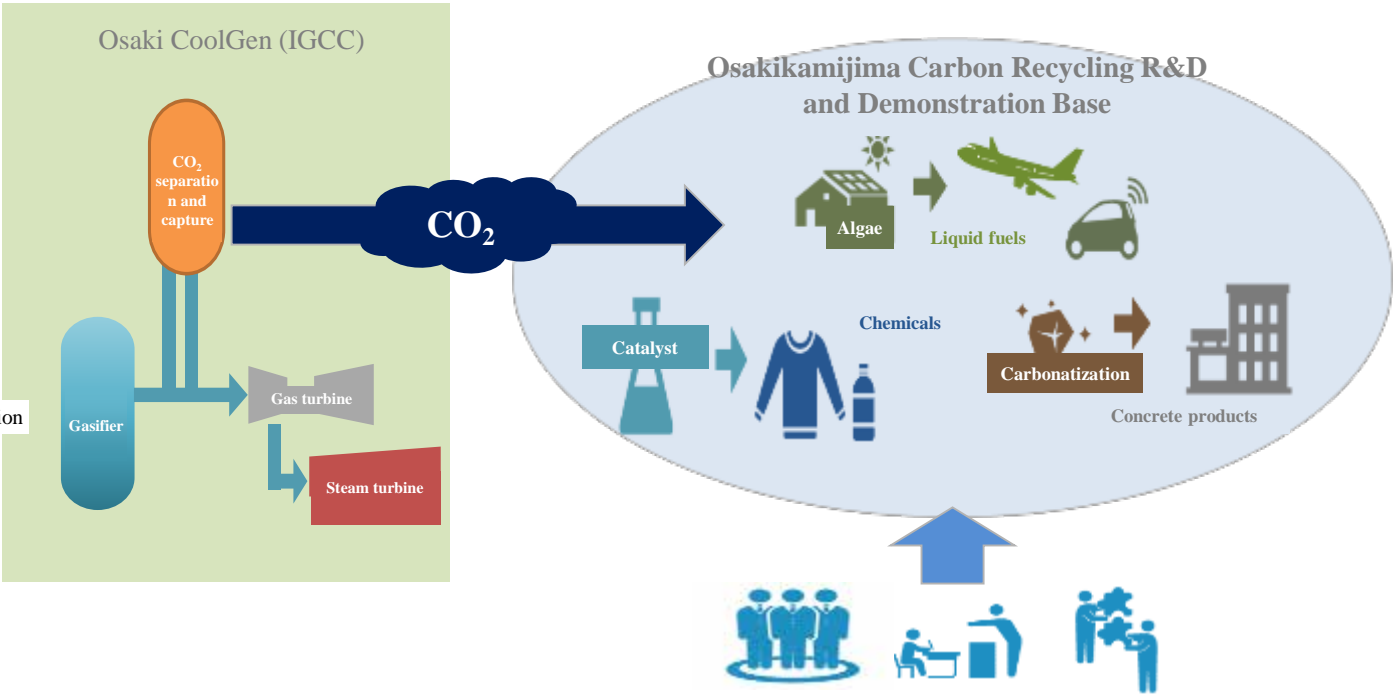 Osaki CoolGen (IGCC)
CO2
separatio
n and
capture
Gasifier
Gas turbine
Steam turbine
CO2
Osakikamijima Carbon Recycling R&D
and Demonstration Base
Algae
Liquid fuels
Catalyst
Chemicals
Carbonatization
Concrete products